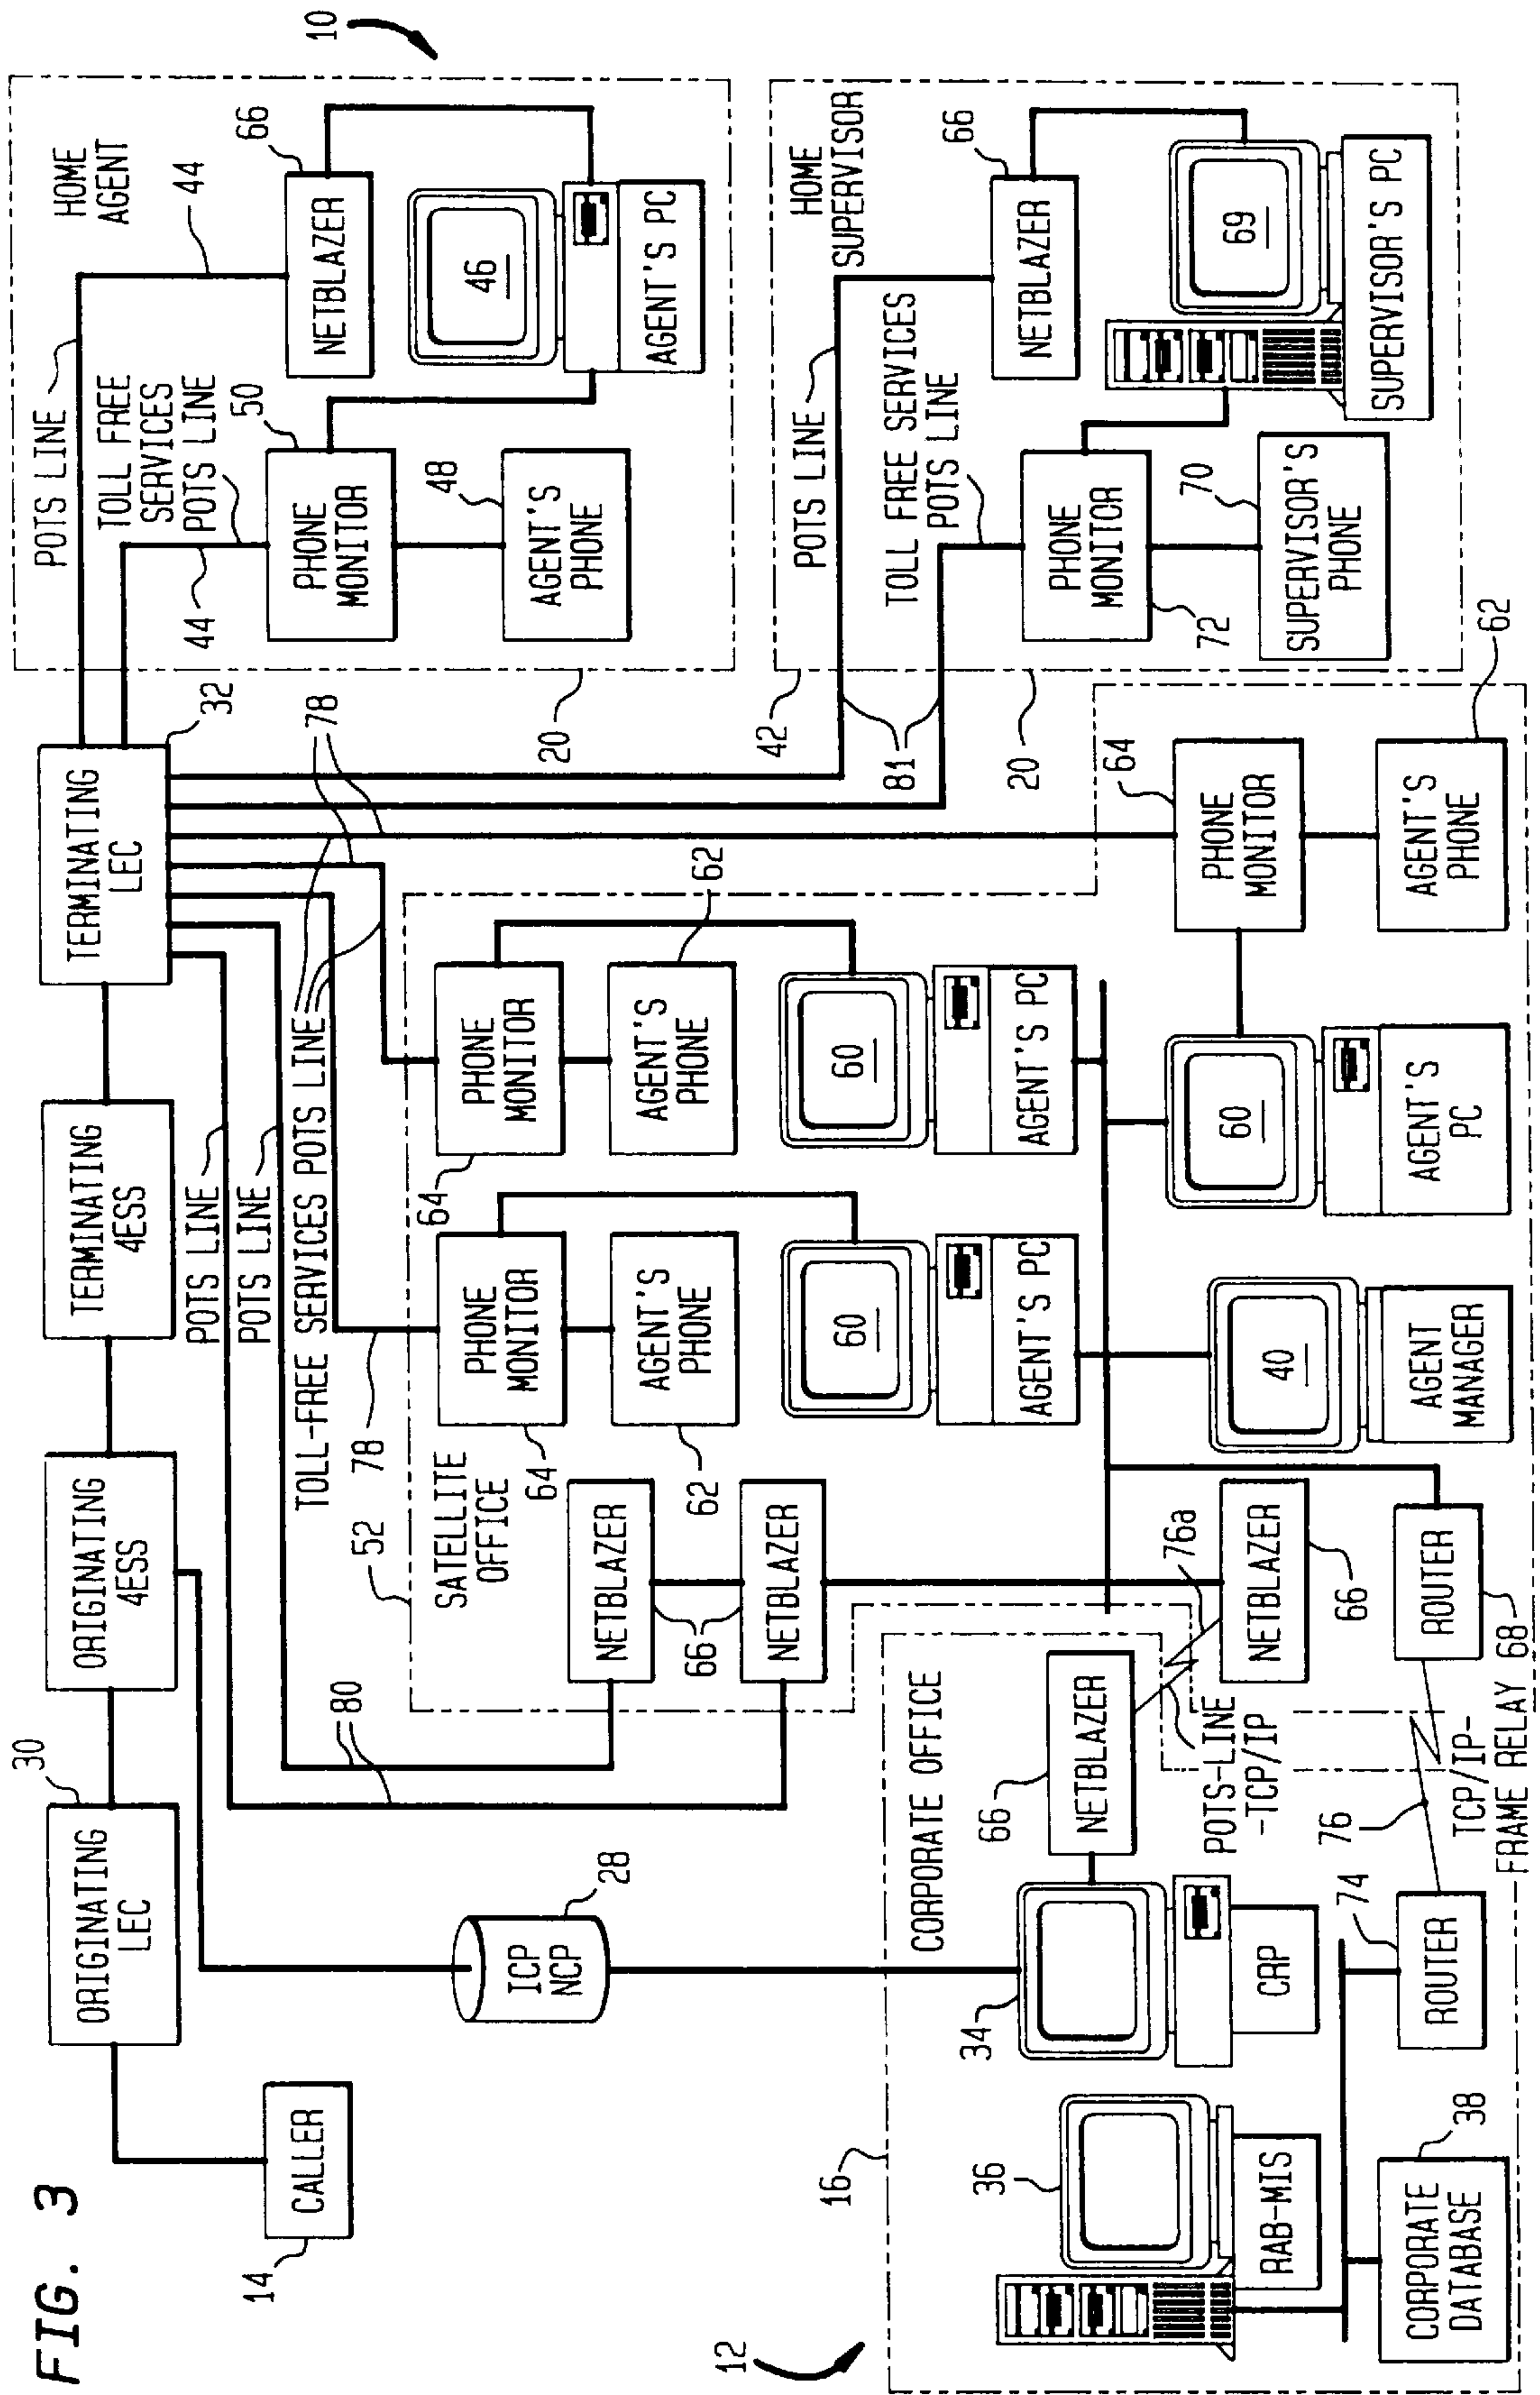 FIG. 3
10
12
14
CALLER
30
ORIGINATING
LEC
ORIGINATING
4ESS
TERMINATING
4ESS
TERMINATING
LEC
32
28
ICP
NCP
POTS LINE
POTS LINE
TOLL-FREE SERVICES POTS LINE
80
78
78
HOME
AGENT
POTS LINE
44
TOLL FREE
SERVICES
POTS LINE
44
50
PHONE
MONITOR
48
AGENT'S
PHONE
66
NETBLAZER
46
AGENT'S PC
20
HOME
SUPERVISOR
POTS LINE
TOLL FREE SERVICES
POTS LINE
66
NETBLAZER
69
SUPERVISOR'S PC
PHONE
MONITOR
72
70
SUPERVISOR'S
PHONE
42
81
20
52
SATELLITE
OFFICE
NETBLAZER
66
NETBLAZER
64
PHONE
MONITOR
62
AGENT'S
PHONE
60
AGENT'S PC
64
PHONE
MONITOR
62
AGENT'S
PHONE
60
AGENT'S PC
64
PHONE
MONITOR
62
AGENT'S
PHONE
60
AGENT'S
PC
40
AGENT
MANAGER
76a
NETBLAZER
66
ROUTER
68
16
CORPORATE OFFICE
66
NETBLAZER
POTS-LINE
-TCP/IP
34
CRP
36
RAB-MIS
38
CORPORATE
DATABASE
74
ROUTER
76
TCP/IP-
FRAME RELAY